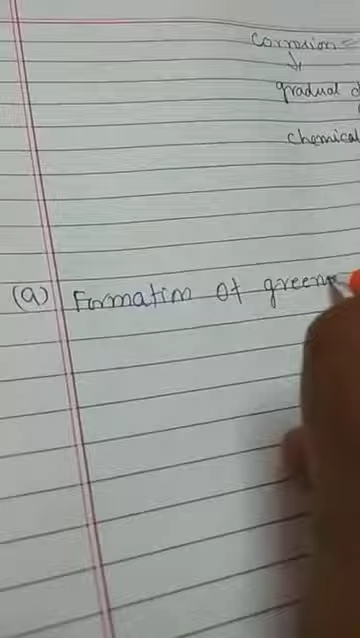 corrosion =
gradual
chemical
(a) Formation of green